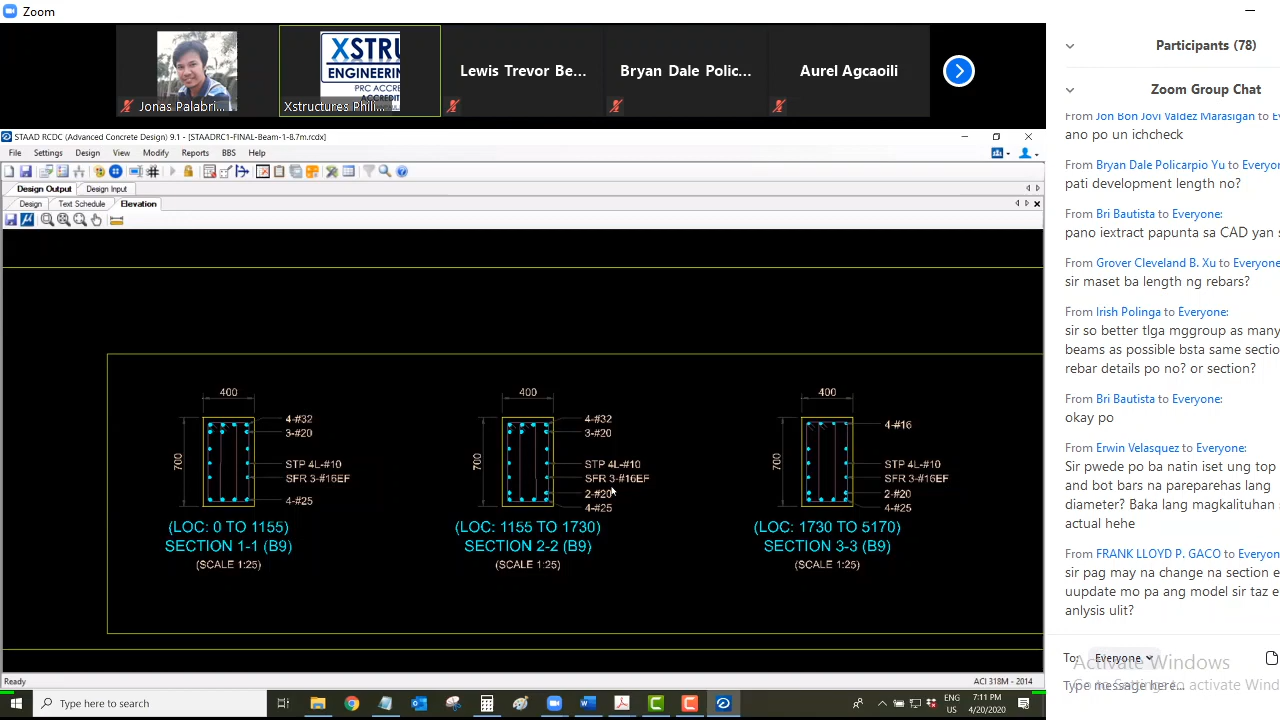 Zoom
XSTRU
ENGINEERING
PRC ACCRE
ACCREDIT
Jonas Palabri...
Xstructures Phili...
Lewis Trevor Be...
Bryan Dale Polic...
Aurel Agcaoili
STAAD RCDC (Advanced Concrete Design) 9.1 - [STAADRC1-FINAL-Beam-1-8.7m.rcdx]
File Settings Design View Modify Reports BBS Help
Design Output Design Input
Design Text Schedule Elevation
400
700
4-#32
3-#20
STP 4L-#10
SFR 3-#16EF
4-#25
(LOC: 0 TO 1155)
SECTION 1-1 (B9)
(SCALE 1:25)
400
700
4-#32
3-#20
STP 4L-#10
SFR 3-#16EF
2-#20
4-#25
(LOC: 1155 TO 1730)
SECTION 2-2 (B9)
(SCALE 1:25)
400
700
4-#16
STP 4L-#10
SFR 3-#16EF
2-#20
4-#25
(LOC: 1730 TO 5170)
SECTION 3-3 (B9)
(SCALE 1:25)
Ready
ACI 318M - 2014
Participants (78)
Zoom Group Chat
From Jon Bon Jovi Valdez Marasigan to E
ano po un ichcheck
From Bryan Dale Policarpio Yu to Everyone
pati development length no?
From Bri Bautista to Everyone:
pano iextract papunta sa CAD yan s
From Grover Cleveland B. Xu to Everyone
sir maset ba length ng rebars?
From Irish Polinga to Everyone:
sir so better tlga mggroup as many
beams as possible bsta same sectio
rebar details po no? or section?
From Bri Bautista to Everyone:
okay po
From Erwin Velasquez to Everyone:
Sir pwede po ba natin iset ung top
and bot bars na pareparehas lang
diameter? Baka lang magkalituhan s
actual hehe
From FRANK LLOYD P. GACO to Everyon
sir pag may na change na section e
uupdate mo pa ang model sir taz e
anlysis ulit?
To: Everyone
Type message here...
Activate Windows
Go to Settings to activate Wind
Type here to search
ENG
US
7:11 PM
4/20/2020